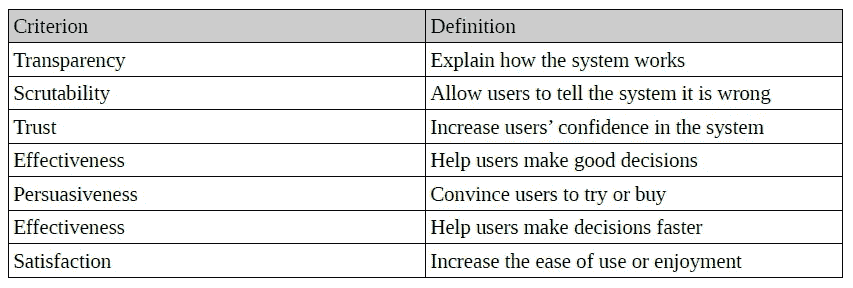 Criterion Definition
Transparency Explain how the system works
Scrutability Allow users to tell the system it is wrong
Trust Increase users’ confidence in the system
Effectiveness Help users make good decisions
Persuasiveness Convince users to try or buy
Effectiveness Help users make decisions faster
Satisfaction Increase the ease of use or enjoyment